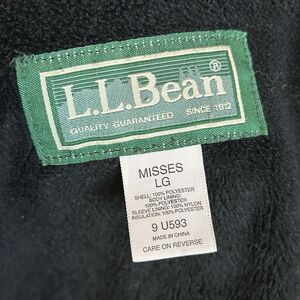 L.L.Bean®
QUALITY GUARANTEED SINCE 1912
MISSES
LG
SHELL: 100% POLYESTER
BODY LINING:
100% POLYESTER
SLEEVE LINING: 100% NYLON
INSULATION: 100% POLYESTER
9 U593
MADE IN CHINA
CARE ON REVERSE